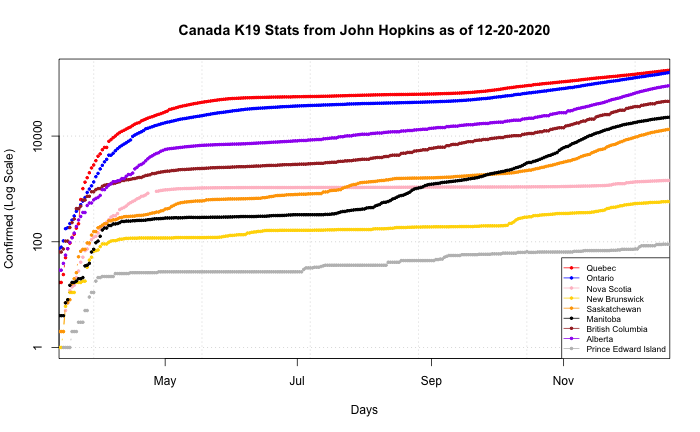 Canada K19 Stats from John Hopkins as of 12-20-2020
Confirmed (Log Scale)
10000
100
1
May
Jul
Sep
Nov
Days
Quebec
Ontario
Nova Scotia
New Brunswick
Saskatchewan
Manitoba
British Columbia
Alberta
Prince Edward Island